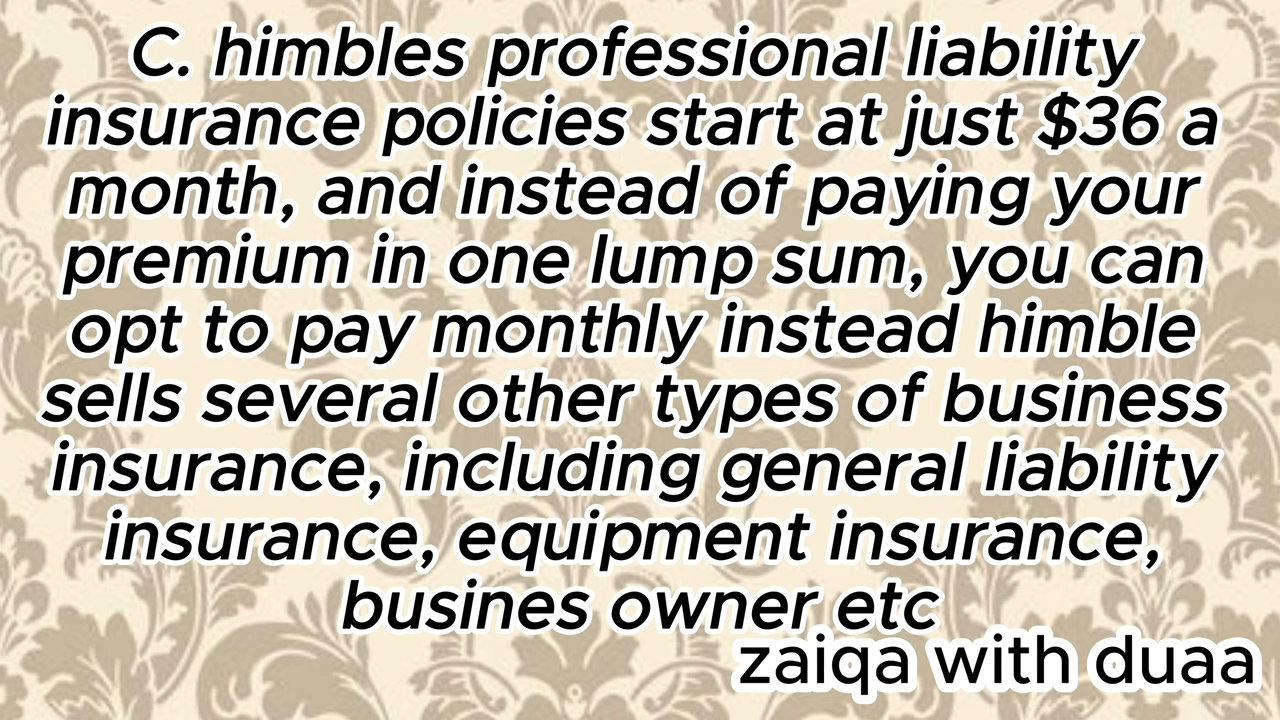 C. himbles professional liability
insurance policies start at just $36 a
month, and instead of paying your
premium in one lump sum, you can
opt to pay monthly instead himble
sells several other types of business
insurance, including general liability
insurance, equipment insurance,
busines owner etc
zaiqa with duaa